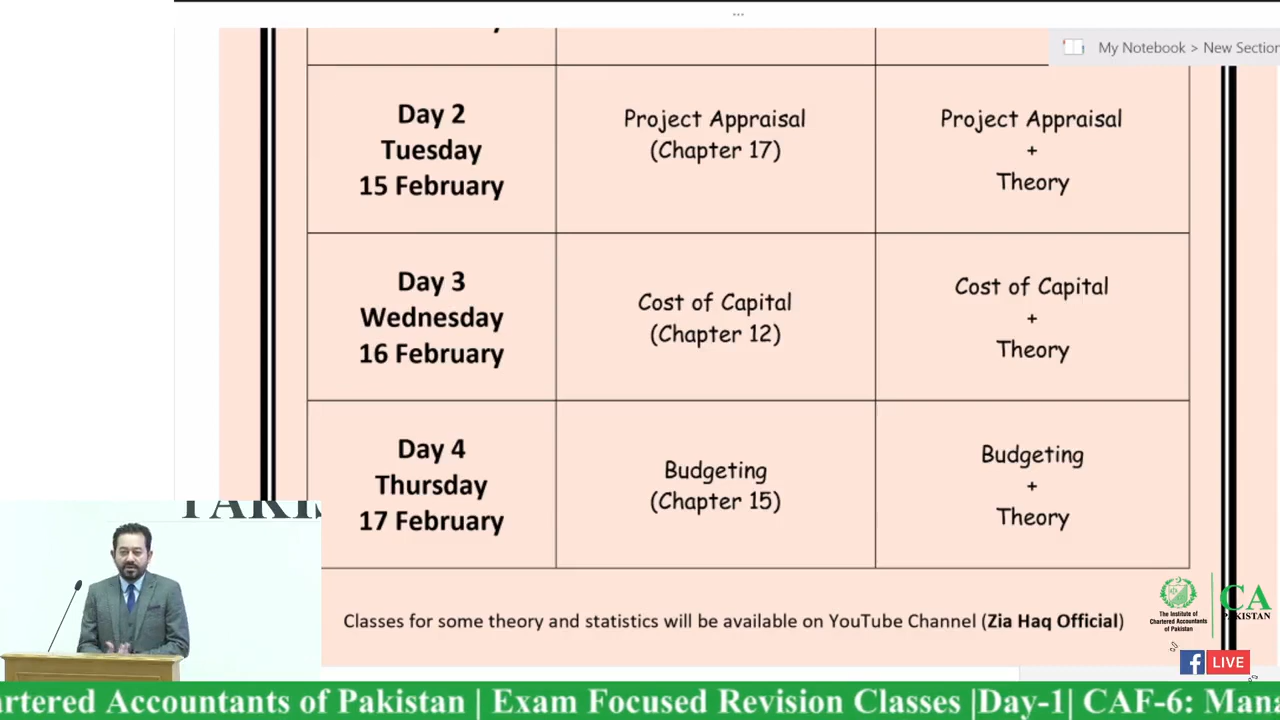 ...
My Notebook > New Section
Day 2
Tuesday
15 February
Project Appraisal
(Chapter 17)
Project Appraisal
+
Theory
Day 3
Wednesday
16 February
Cost of Capital
(Chapter 12)
Cost of Capital
+
Theory
Day 4
Thursday
17 February
Budgeting
(Chapter 15)
Budgeting
+
Theory
Classes for some theory and statistics will be available on YouTube Channel (Zia Haq Official)
The Institute of
Chartered Accountants
of Pakistan
CA
PAKISTAN
LIVE
artered Accountants of Pakistan | Exam Focused Revision Classes |Day-1| CAF-6: Mana